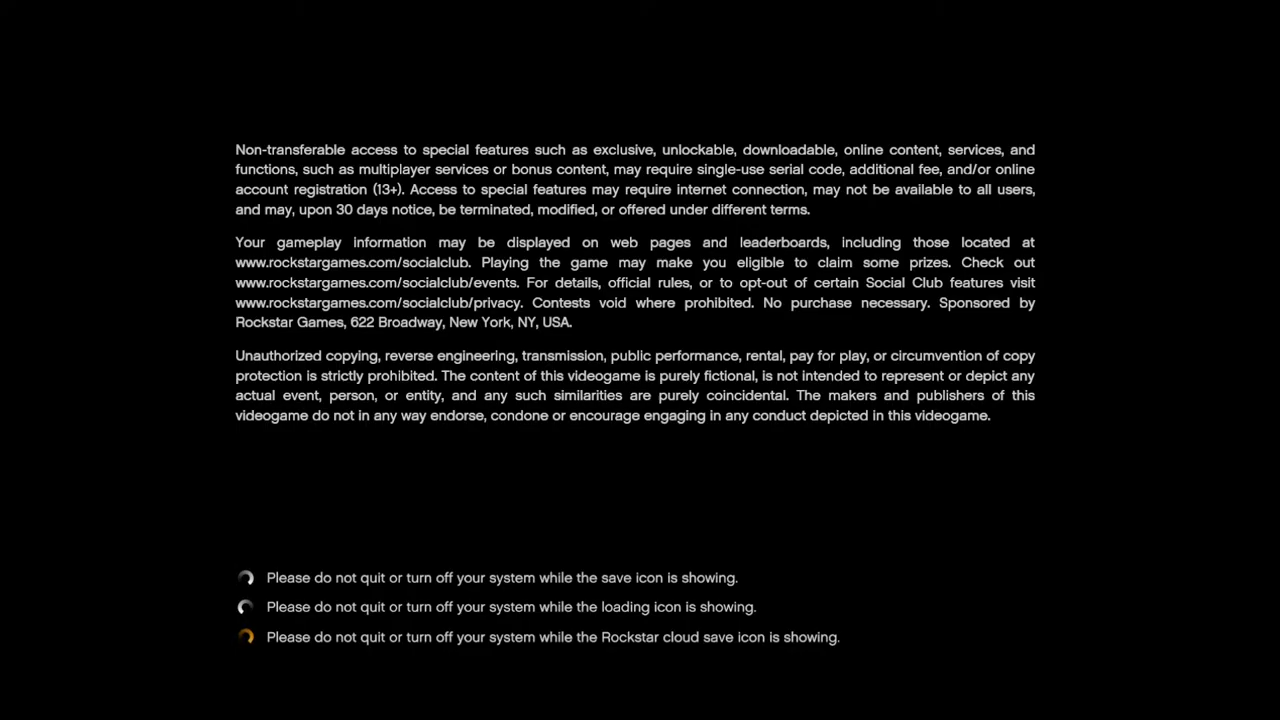 Non-transferable access to special features such as exclusive, unlockable, downloadable, online content, services, and
functions, such as multiplayer services or bonus content, may require single-use serial code, additional fee, and/or online
account registration (13+). Access to special features may require internet connection, may not be available to all users,
and may, upon 30 days notice, be terminated, modified, or offered under different terms.
Your gameplay information may be displayed on web pages and leaderboards, including those located at
www.rockstargames.com/socialclub. Playing the game may make you eligible to claim some prizes. Check out
www.rockstargames.com/socialclub/events. For details, official rules, or to opt-out of certain Social Club features visit
www.rockstargames.com/socialclub/privacy. Contests void where prohibited. No purchase necessary. Sponsored by
Rockstar Games, 622 Broadway, New York, NY, USA.
Unauthorized copying, reverse engineering, transmission, public performance, rental, pay for play, or circumvention of copy
protection is strictly prohibited. The content of this videogame is purely fictional, is not intended to represent or depict any
actual event, person, or entity, and any such similarities are purely coincidental. The makers and publishers of this
videogame do not in any way endorse, condone or encourage engaging in any conduct depicted in this videogame.
Please do not quit or turn off your system while the save icon is showing.
Please do not quit or turn off your system while the loading icon is showing.
Please do not quit or turn off your system while the Rockstar cloud save icon is showing.